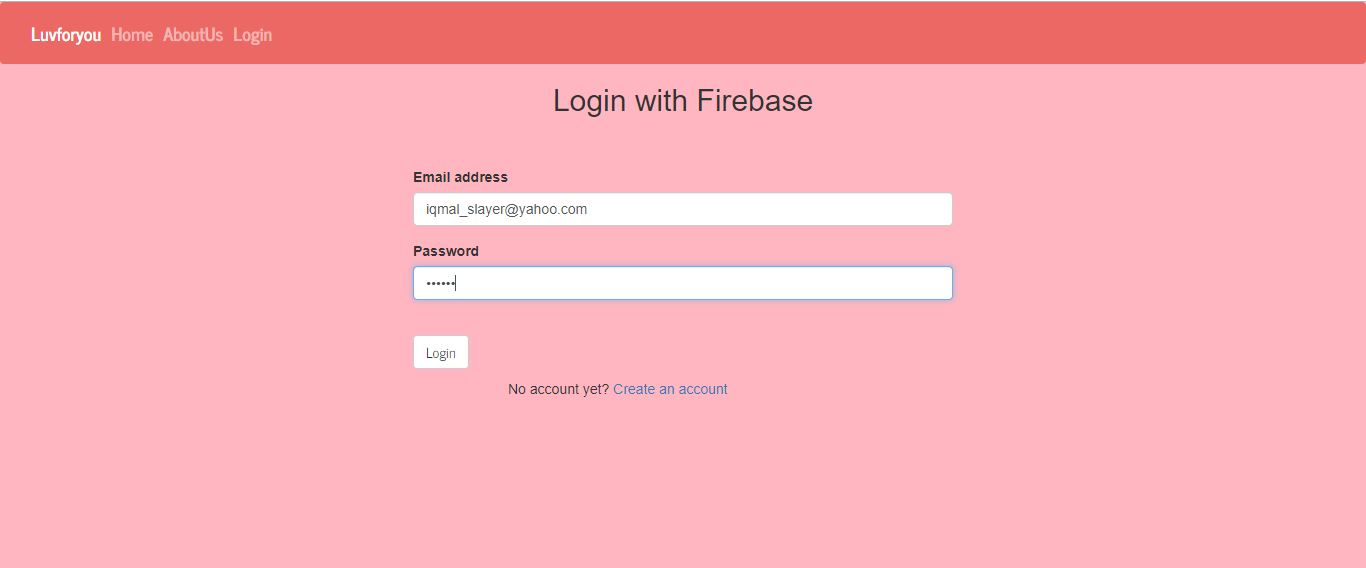 Luvforyou Home AboutUs Login
Login with Firebase
Email address
iqmal_slayer@yahoo.com
Password
••••••
Login
No account yet? Create an account